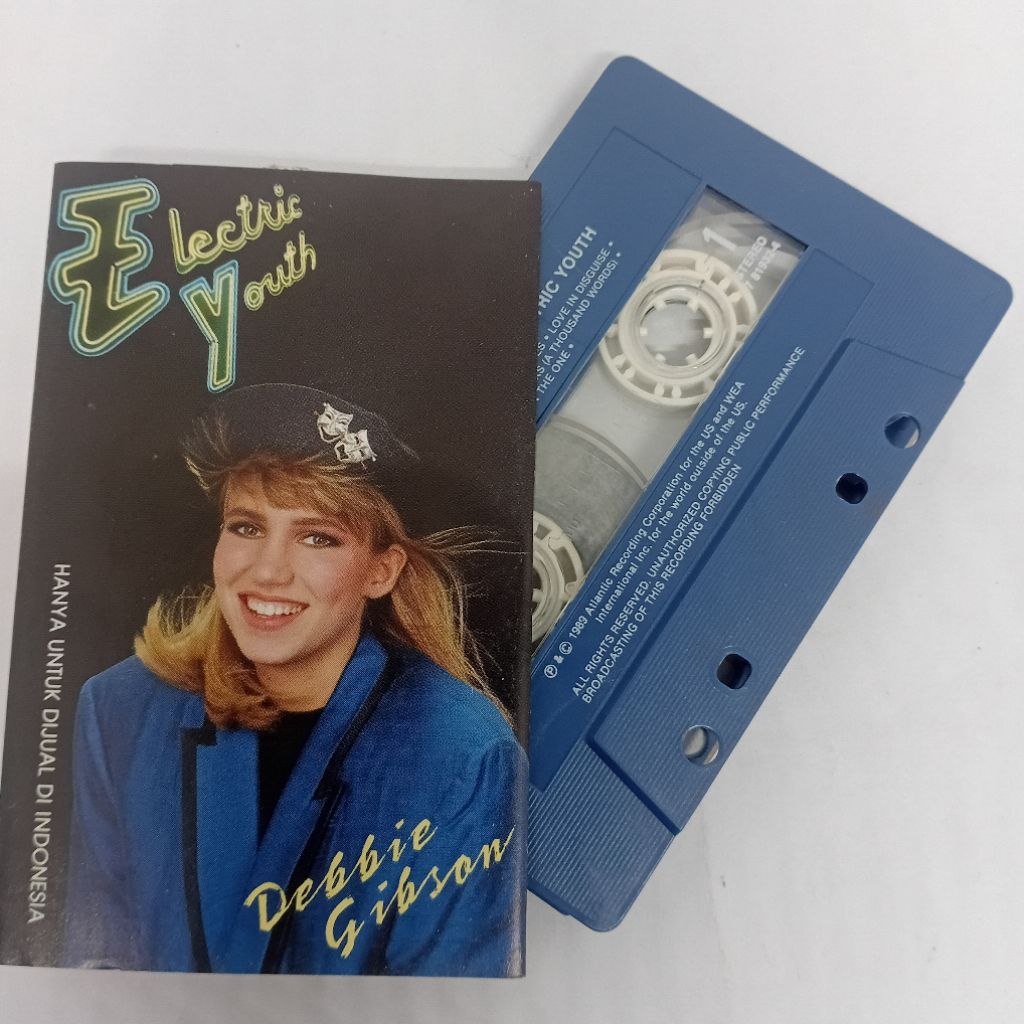 Electric
Youth
HANYA UNTUK DIJUAL DI INDONESIA
Debbie
Gibson
1
STEREO
YOUTH
• LOVE IN DISGUISE •
(A THOUSAND WORDS) •
THE ONE •
℗ & © 1989 Atlantic Recording Corporation for the US and WEA
International Inc. for the world outside of the US.
ALL RIGHTS RESERVED. UNAUTHORIZED COPYING PUBLIC PERFORMANCE
BROADCASTING OF THIS RECORDING FORBIDDEN